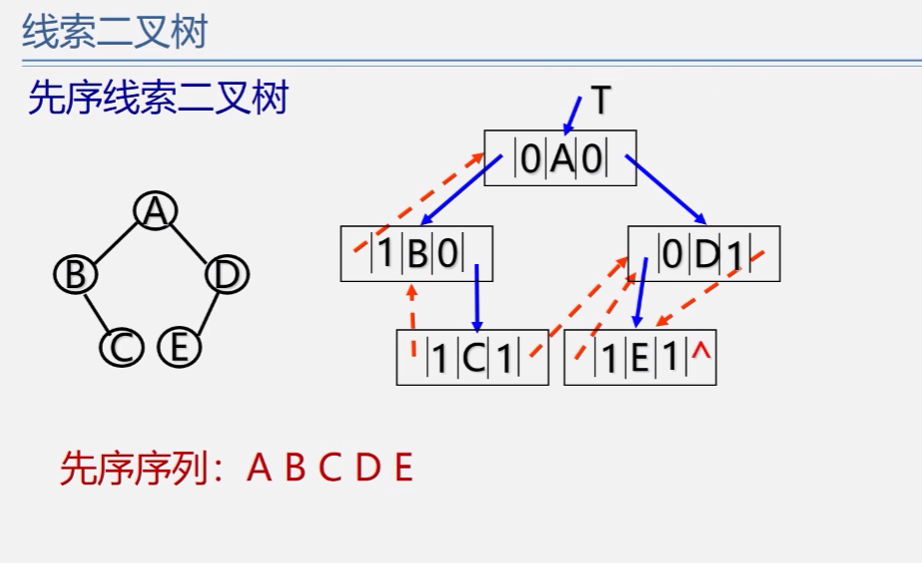 线索二叉树
先序线索二叉树
T
0 A 0
A
1 B 0
0 D 1
B
D
C
E
1 C 1
1 E 1 ^
先序序列：A B C D E